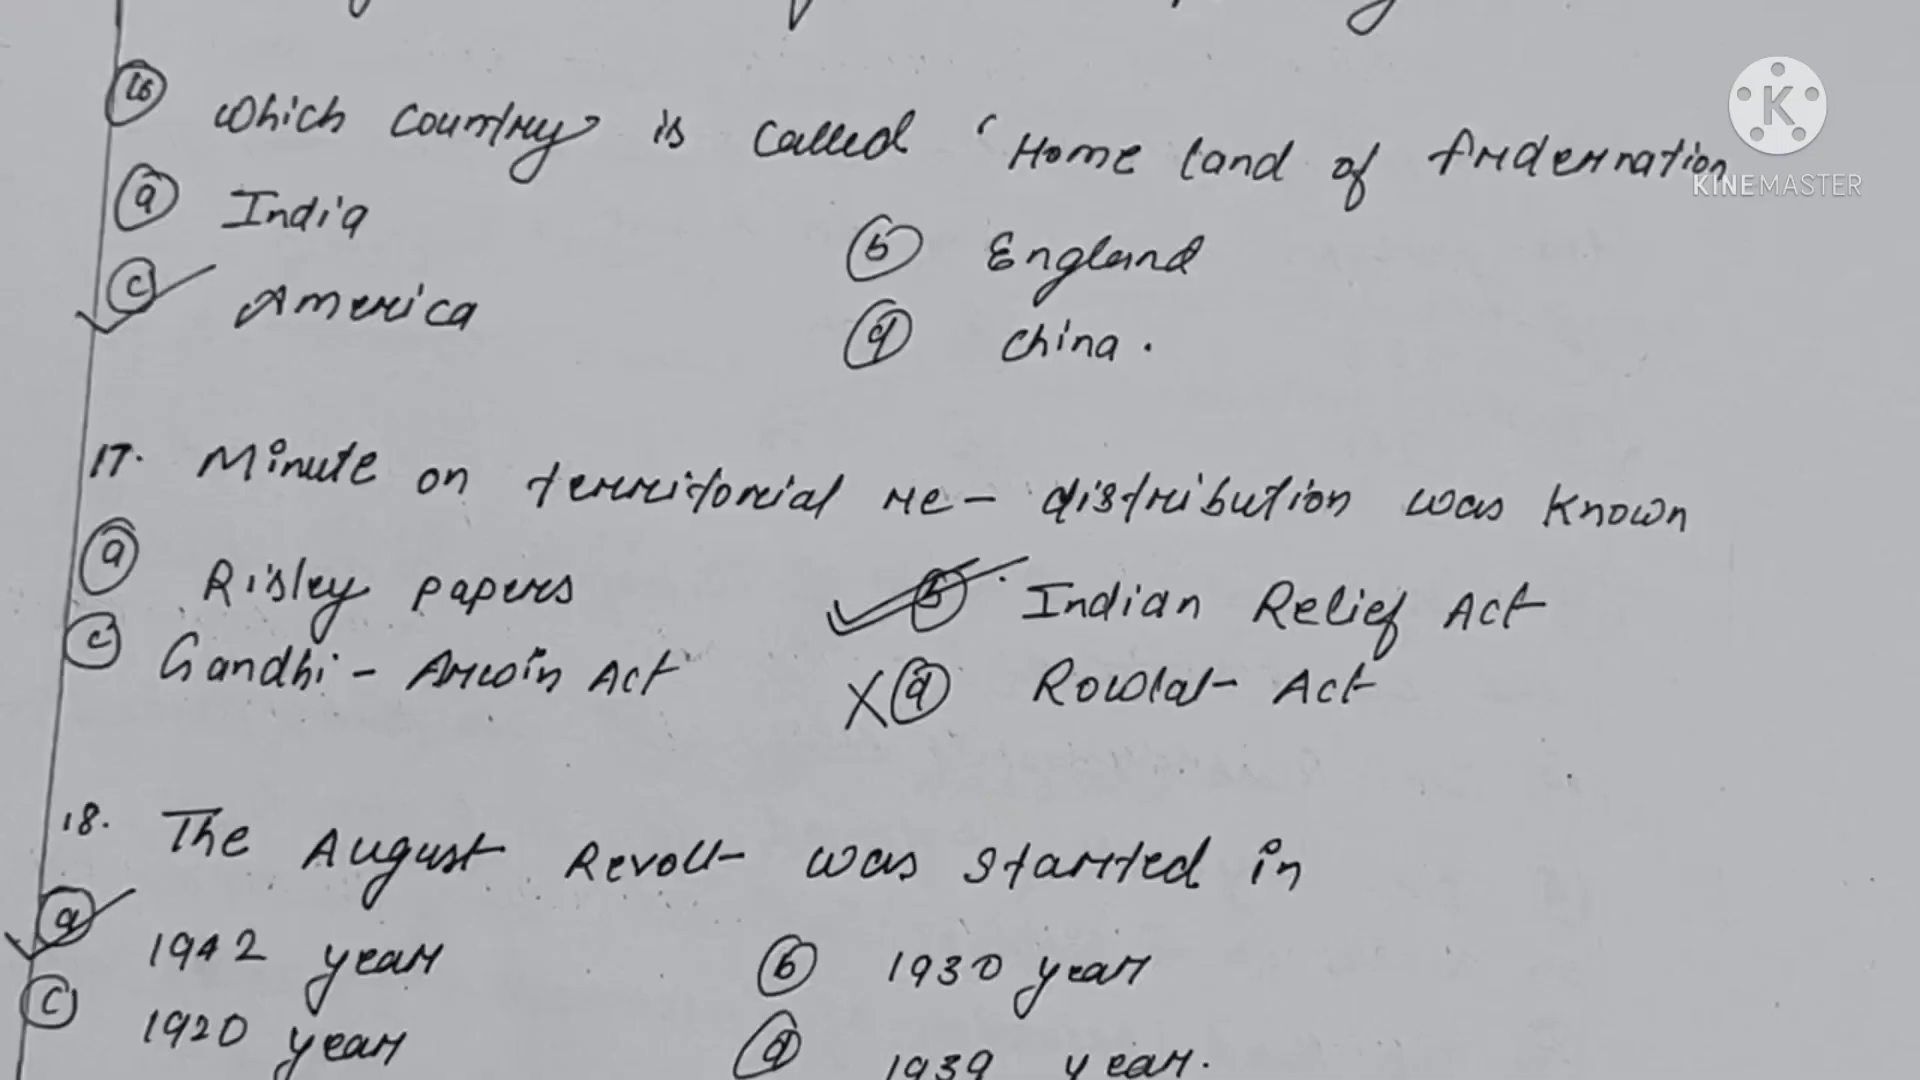 16 Which country is called 'Home land of frderration
KINEMASTER
a India
b England
c America
d China.
17. Minute on territorial re- distribution was known
a Risley papers
b Indian Relief Act
c Gandhi - Arwin Act
X d Rowlat Act
18. The August Revolt was started in
a 1942 year
b 1930 year
c 1920 year
d 1939 year.